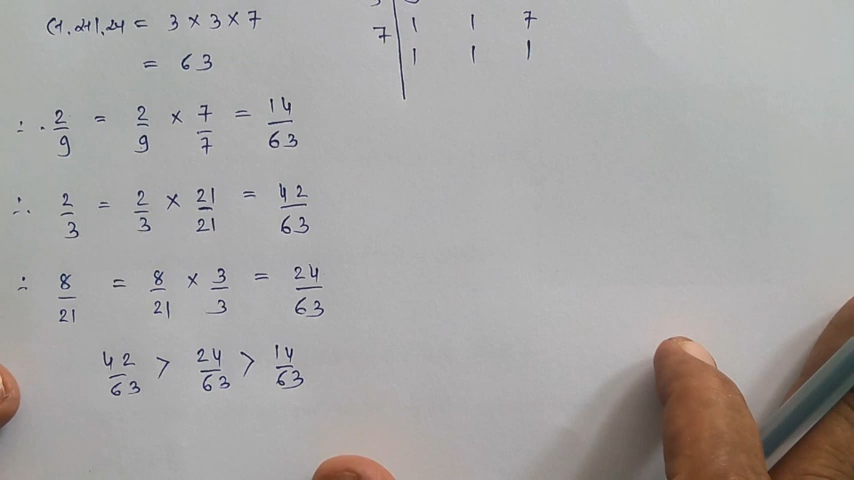 = 3 × 3 × 7
= 63
7 | 1 1 7
1 1 1
∴ 2/9 = 2/9 × 7/7 = 14/63
∴ 2/3 = 2/3 × 21/21 = 42/63
∴ 8/21 = 8/21 × 3/3 = 24/63
42/63 > 24/63 > 14/63